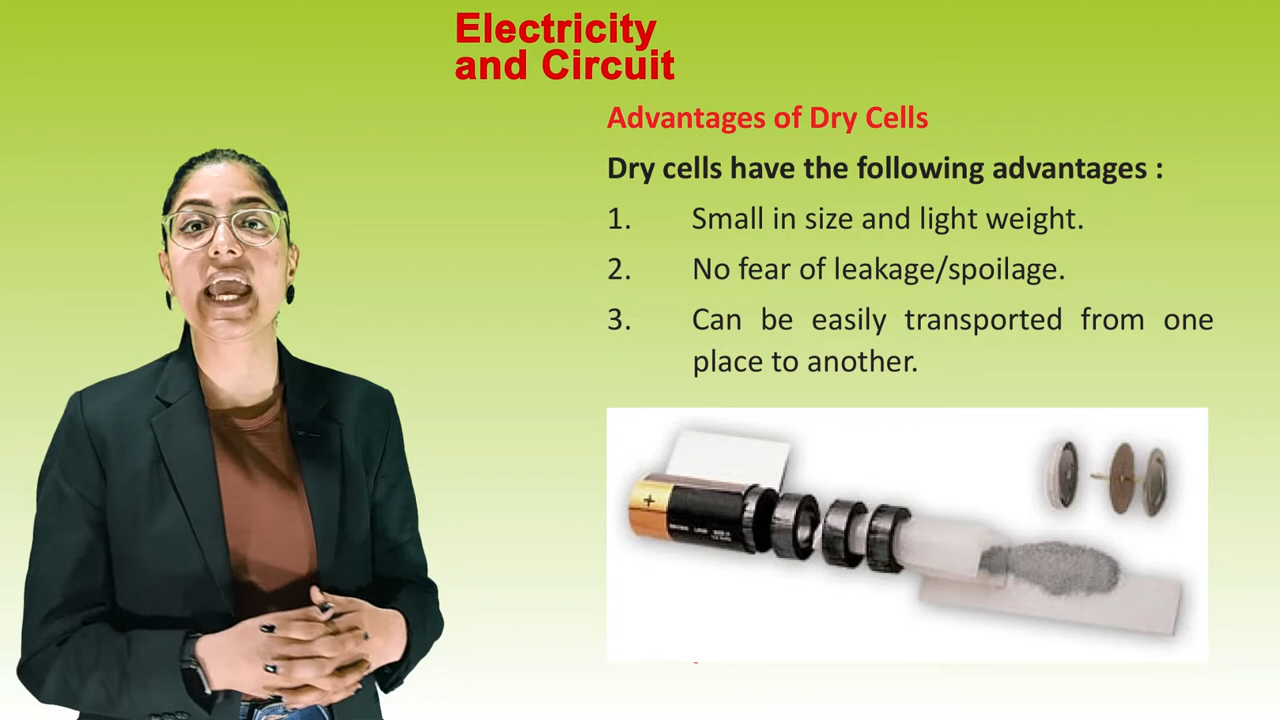 Electricity
and Circuit
Advantages of Dry Cells
Dry cells have the following advantages :
1. Small in size and light weight.
2. No fear of leakage/spoilage.
3. Can be easily transported from one
place to another.
+